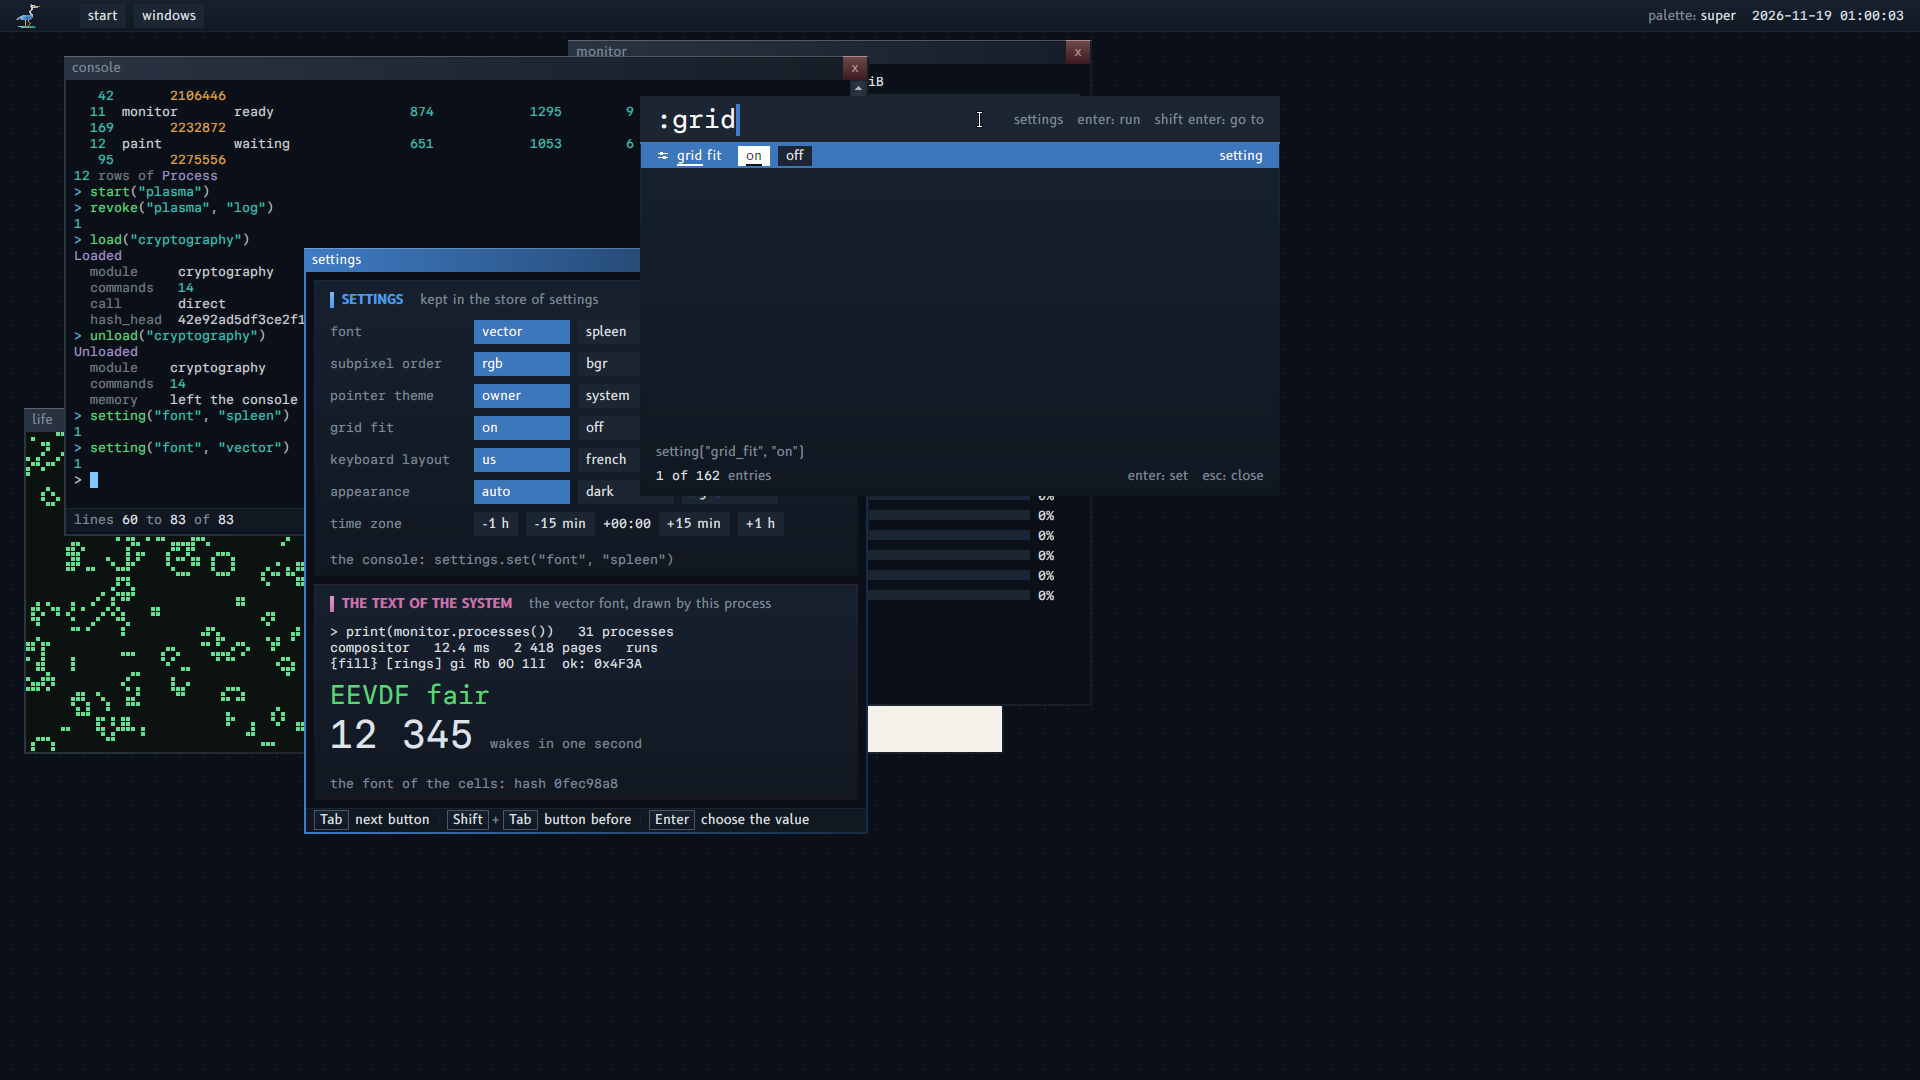 start windows palette: super 2026-11-19 01:00:03
monitor x
console x
iB
42 2106446
11 monitor ready 874 1295 9
169 2232872
12 paint waiting 651 1053 6
95 2275556
12 rows of Process
> start("plasma")
> revoke("plasma", "log")
1
> load("cryptography")
Loaded
module cryptography
commands 14
call direct
hash_head 42e92ad5df3ce2f1
> unload("cryptography")
Unloaded
module cryptography
commands 14
memory left the console
> setting("font", "spleen")
1
> setting("font", "vector")
1
>
lines 60 to 83 of 83
:grid settings enter: run shift enter: go to
grid fit on off setting
setting["grid_fit", "on"]
1 of 162 entries enter: set esc: close
life
settings
SETTINGS kept in the store of settings
font vector spleen
subpixel order rgb bgr
pointer theme owner system
grid fit on off
keyboard layout us french
appearance auto dark
time zone -1 h -15 min +00:00 +15 min +1 h
the console: settings.set("font", "spleen")
THE TEXT OF THE SYSTEM the vector font, drawn by this process
> print(monitor.processes()) 31 processes
compositor 12.4 ms 2 418 pages runs
{fill} [rings] gi Rb 0O 1lI ok: 0x4F3A
EEVDF fair
12 345 wakes in one second
the font of the cells: hash 0fec98a8
Tab next button Shift + Tab button before Enter choose the value
0%
0%
0%
0%
0%
0%